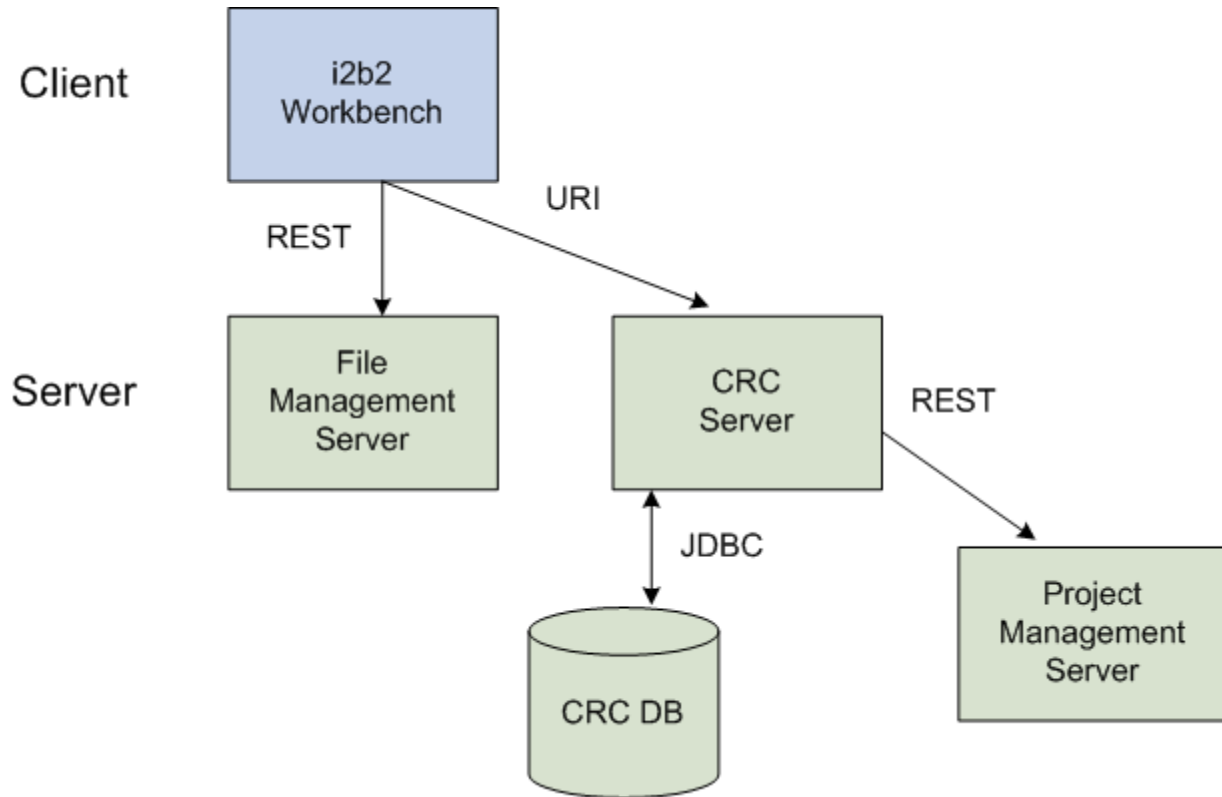 Client
i2b2
Workbench
URI
REST
Server
File
Management
Server
CRC
Server
REST
JDBC
Project
Management
Server
CRC DB